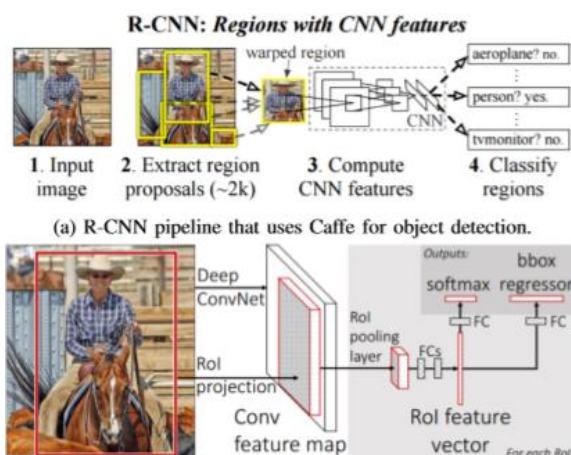 R-CNN: Regions with CNN features
warped region
aeroplane? no.
person? yes.
tvmonitor? no.
CNN
1. Input
image
2. Extract region
proposals (~2k)
3. Compute
CNN features
4. Classify
regions
(a) R-CNN pipeline that uses Caffe for object detection.
Outputs:
softmax
bbox
regressor
Deep
ConvNet
FC
FC
RoI
pooling
layer
FCs
RoI
projection
Conv
feature map
RoI feature
vector
For each RoI